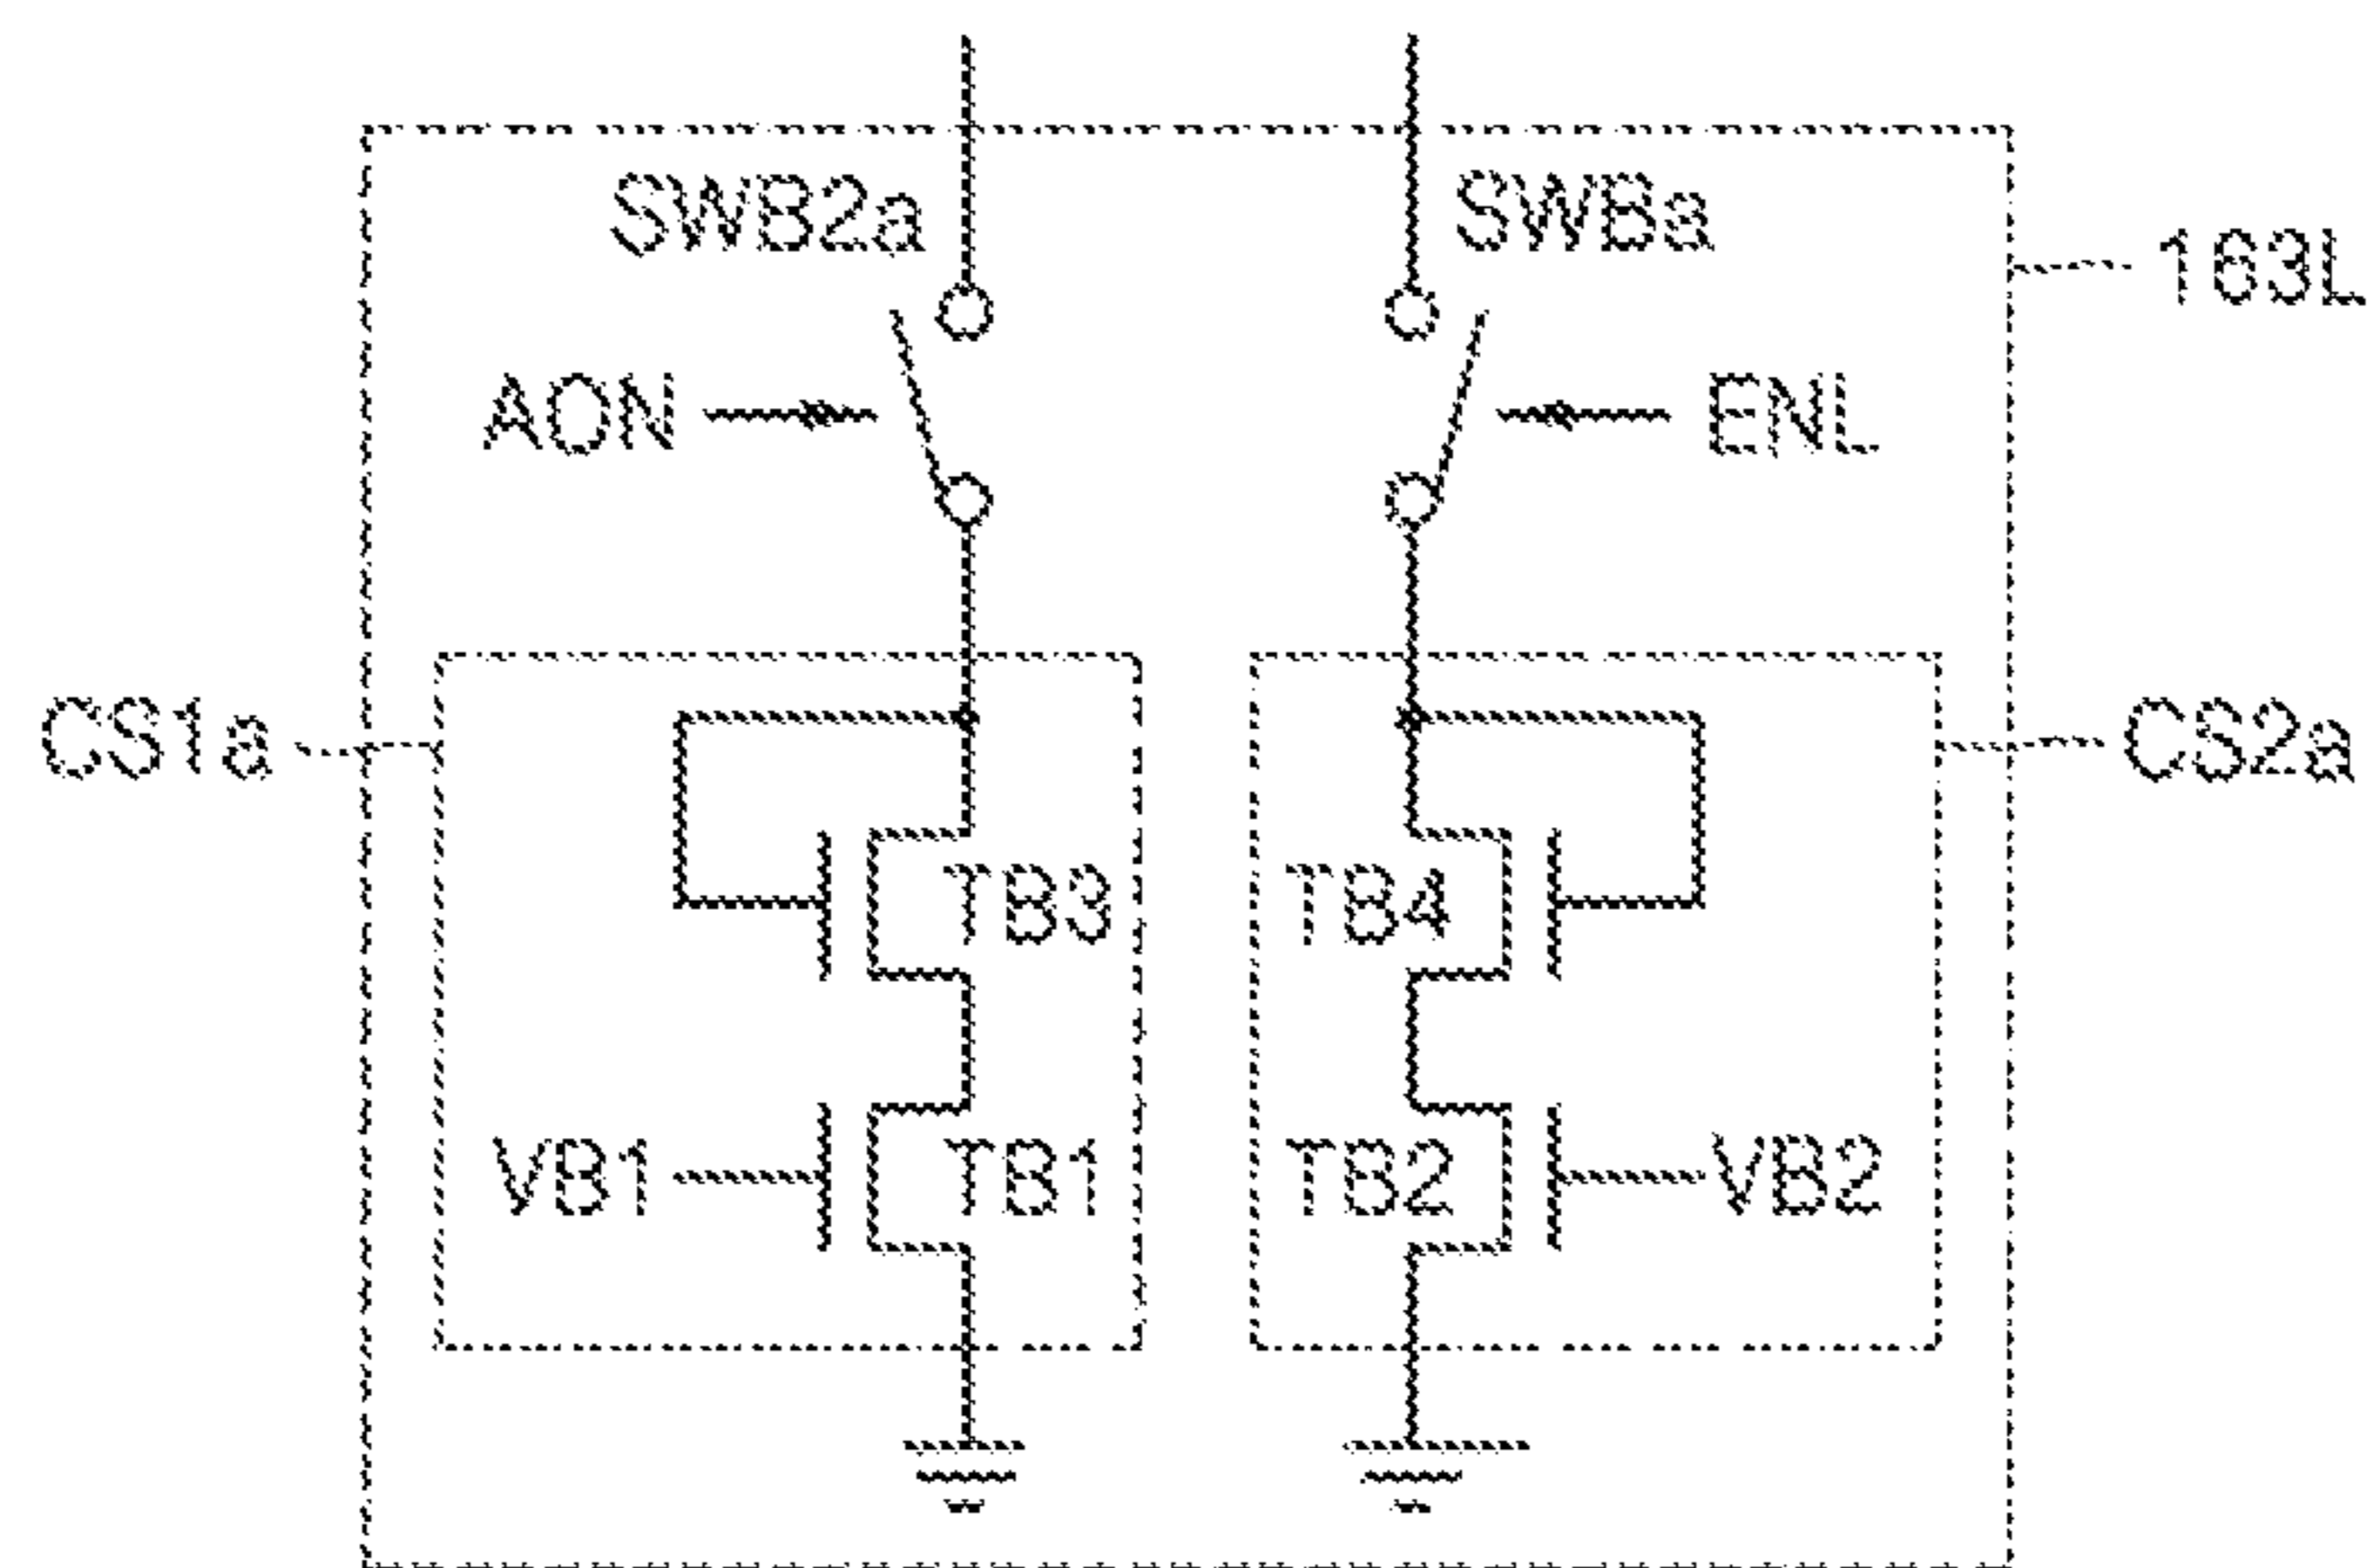 SWB2a
SWBa
163L
AON
ENL
CS1a
CS2a
TB3
TB4
VB1
TB1
TB2
VB2